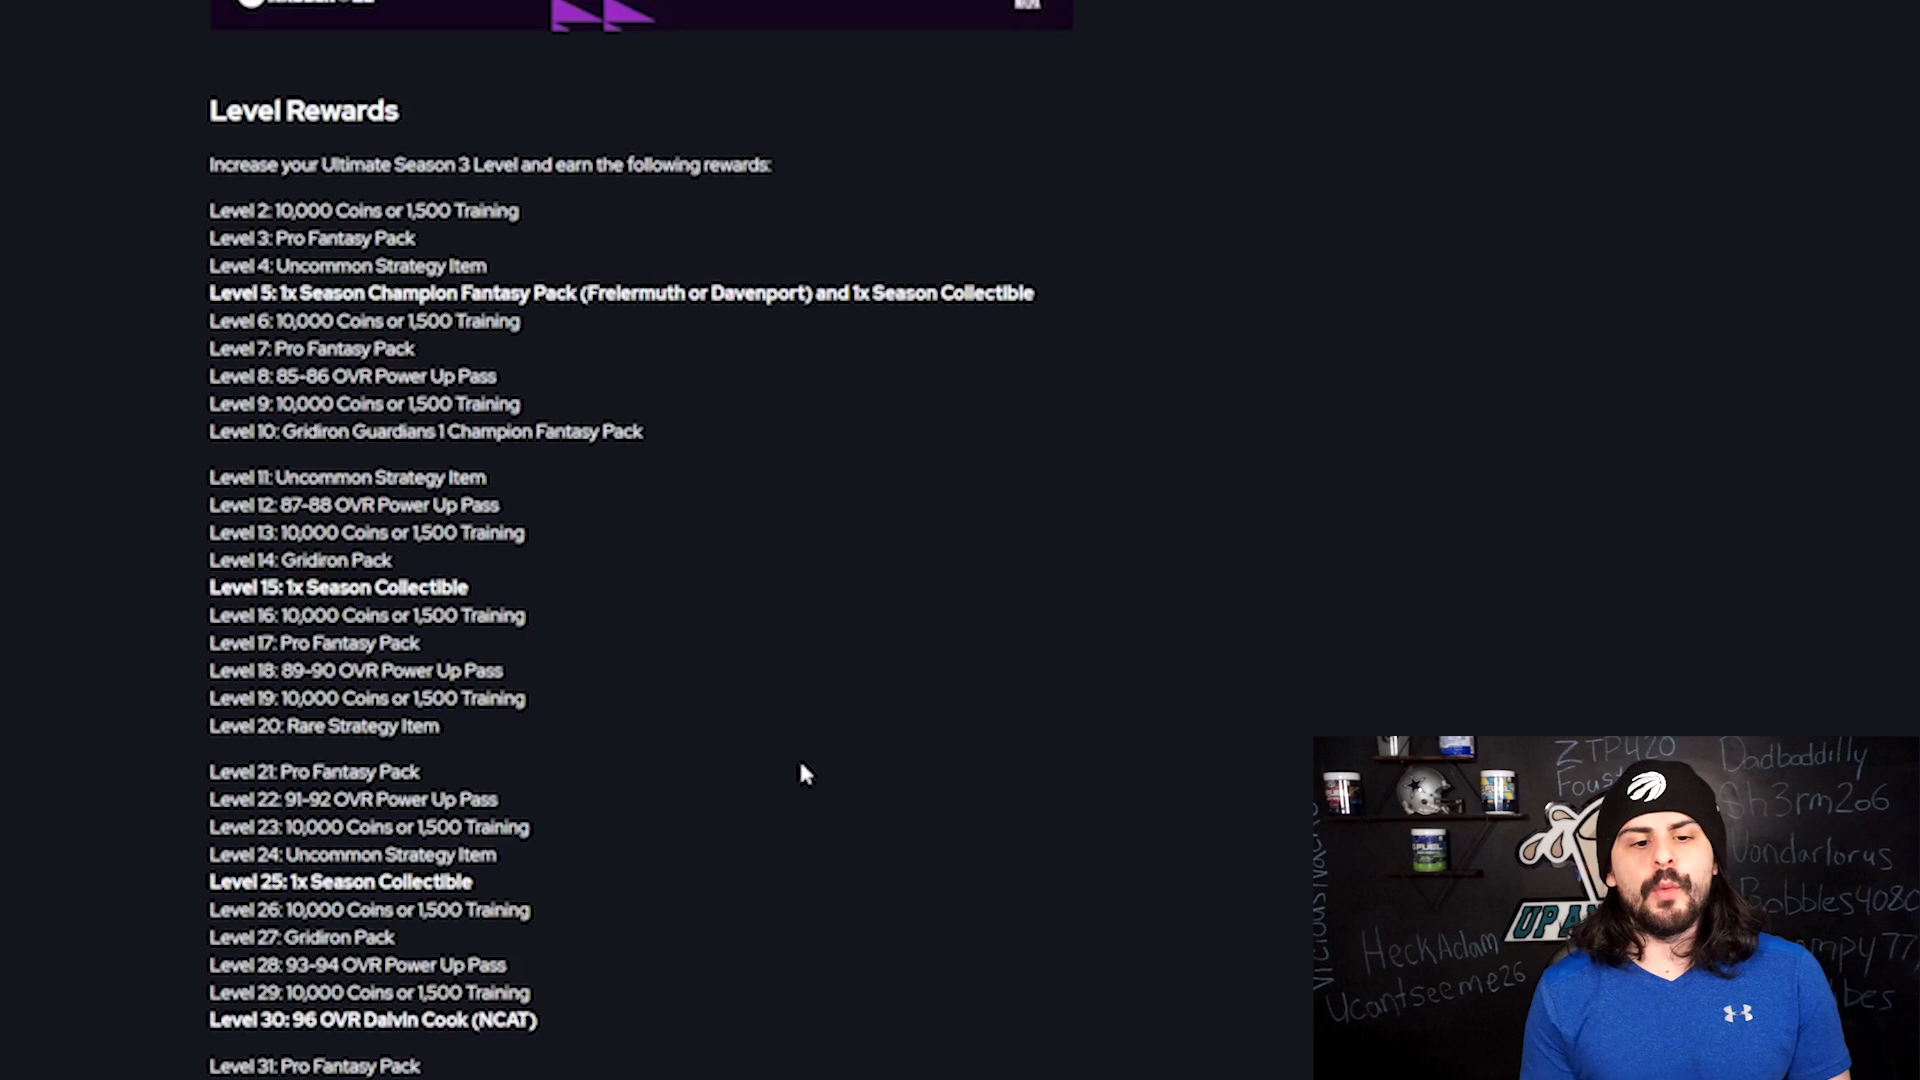 Level Rewards
Increase your Ultimate Season 3 Level and earn the following rewards:
Level 2: 10,000 Coins or 1,500 Training
Level 3: Pro Fantasy Pack
Level 4: Uncommon Strategy Item
Level 5: 1x Season Champion Fantasy Pack (Freiermuth or Davenport) and 1x Season Collectible
Level 6: 10,000 Coins or 1,500 Training
Level 7: Pro Fantasy Pack
Level 8: 85-86 OVR Power Up Pass
Level 9: 10,000 Coins or 1,500 Training
Level 10: Gridiron Guardians 1 Champion Fantasy Pack
Level 11: Uncommon Strategy Item
Level 12: 87-88 OVR Power Up Pass
Level 13: 10,000 Coins or 1,500 Training
Level 14: Gridiron Pack
Level 15: 1x Season Collectible
Level 16: 10,000 Coins or 1,500 Training
Level 17: Pro Fantasy Pack
Level 18: 89-90 OVR Power Up Pass
Level 19: 10,000 Coins or 1,500 Training
Level 20: Rare Strategy Item
Level 21: Pro Fantasy Pack
Level 22: 91-92 OVR Power Up Pass
Level 23: 10,000 Coins or 1,500 Training
Level 24: Uncommon Strategy Item
Level 25: 1x Season Collectible
Level 26: 10,000 Coins or 1,500 Training
Level 27: Gridiron Pack
Level 28: 93-94 OVR Power Up Pass
Level 29: 10,000 Coins or 1,500 Training
Level 30: 96 OVR Dalvin Cook (NCAT)
Level 31: Pro Fantasy Pack
ZTP420
Dadbaddilly
Sh3rm206
Vondarlorus
Bobbles408
HeckAdam
Ucantseeme26
UP